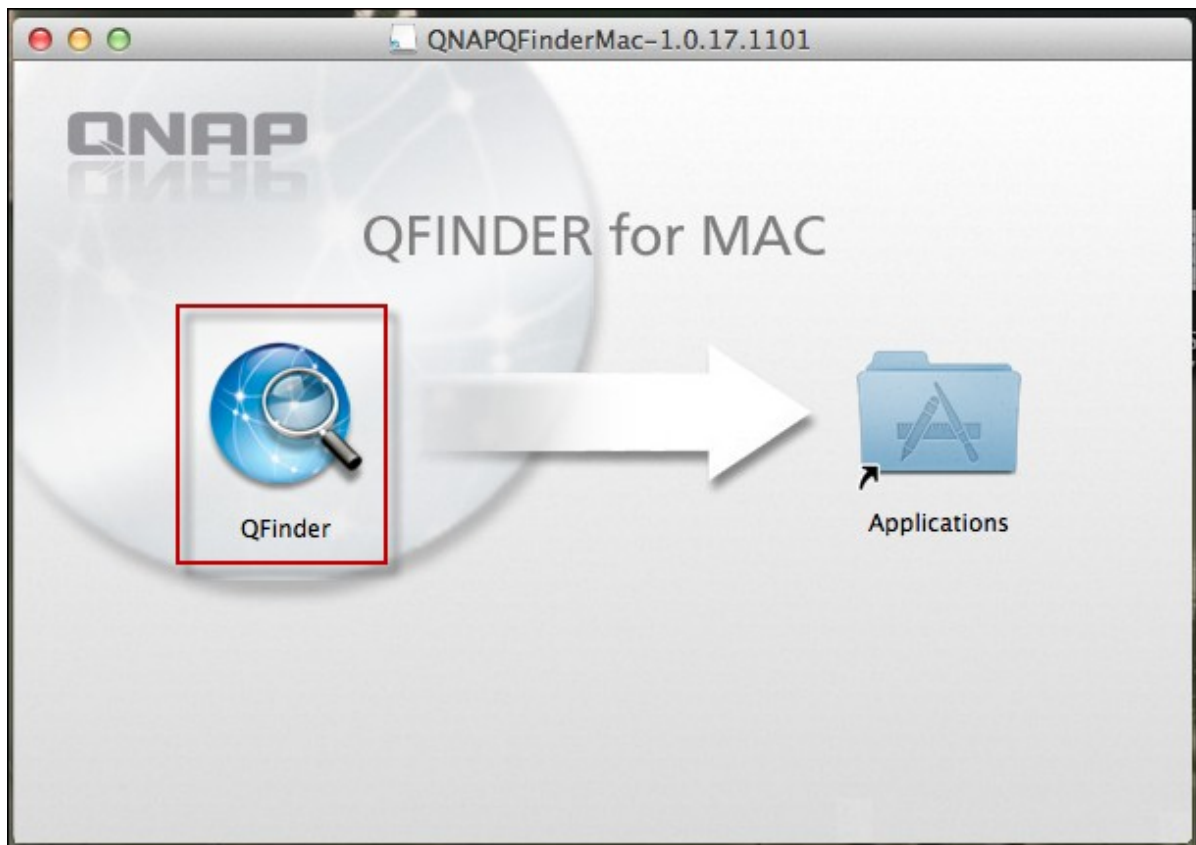 QNAPQFinderMac-1.0.17.1101
QNAP
QFINDER for MAC
QFinder
Applications